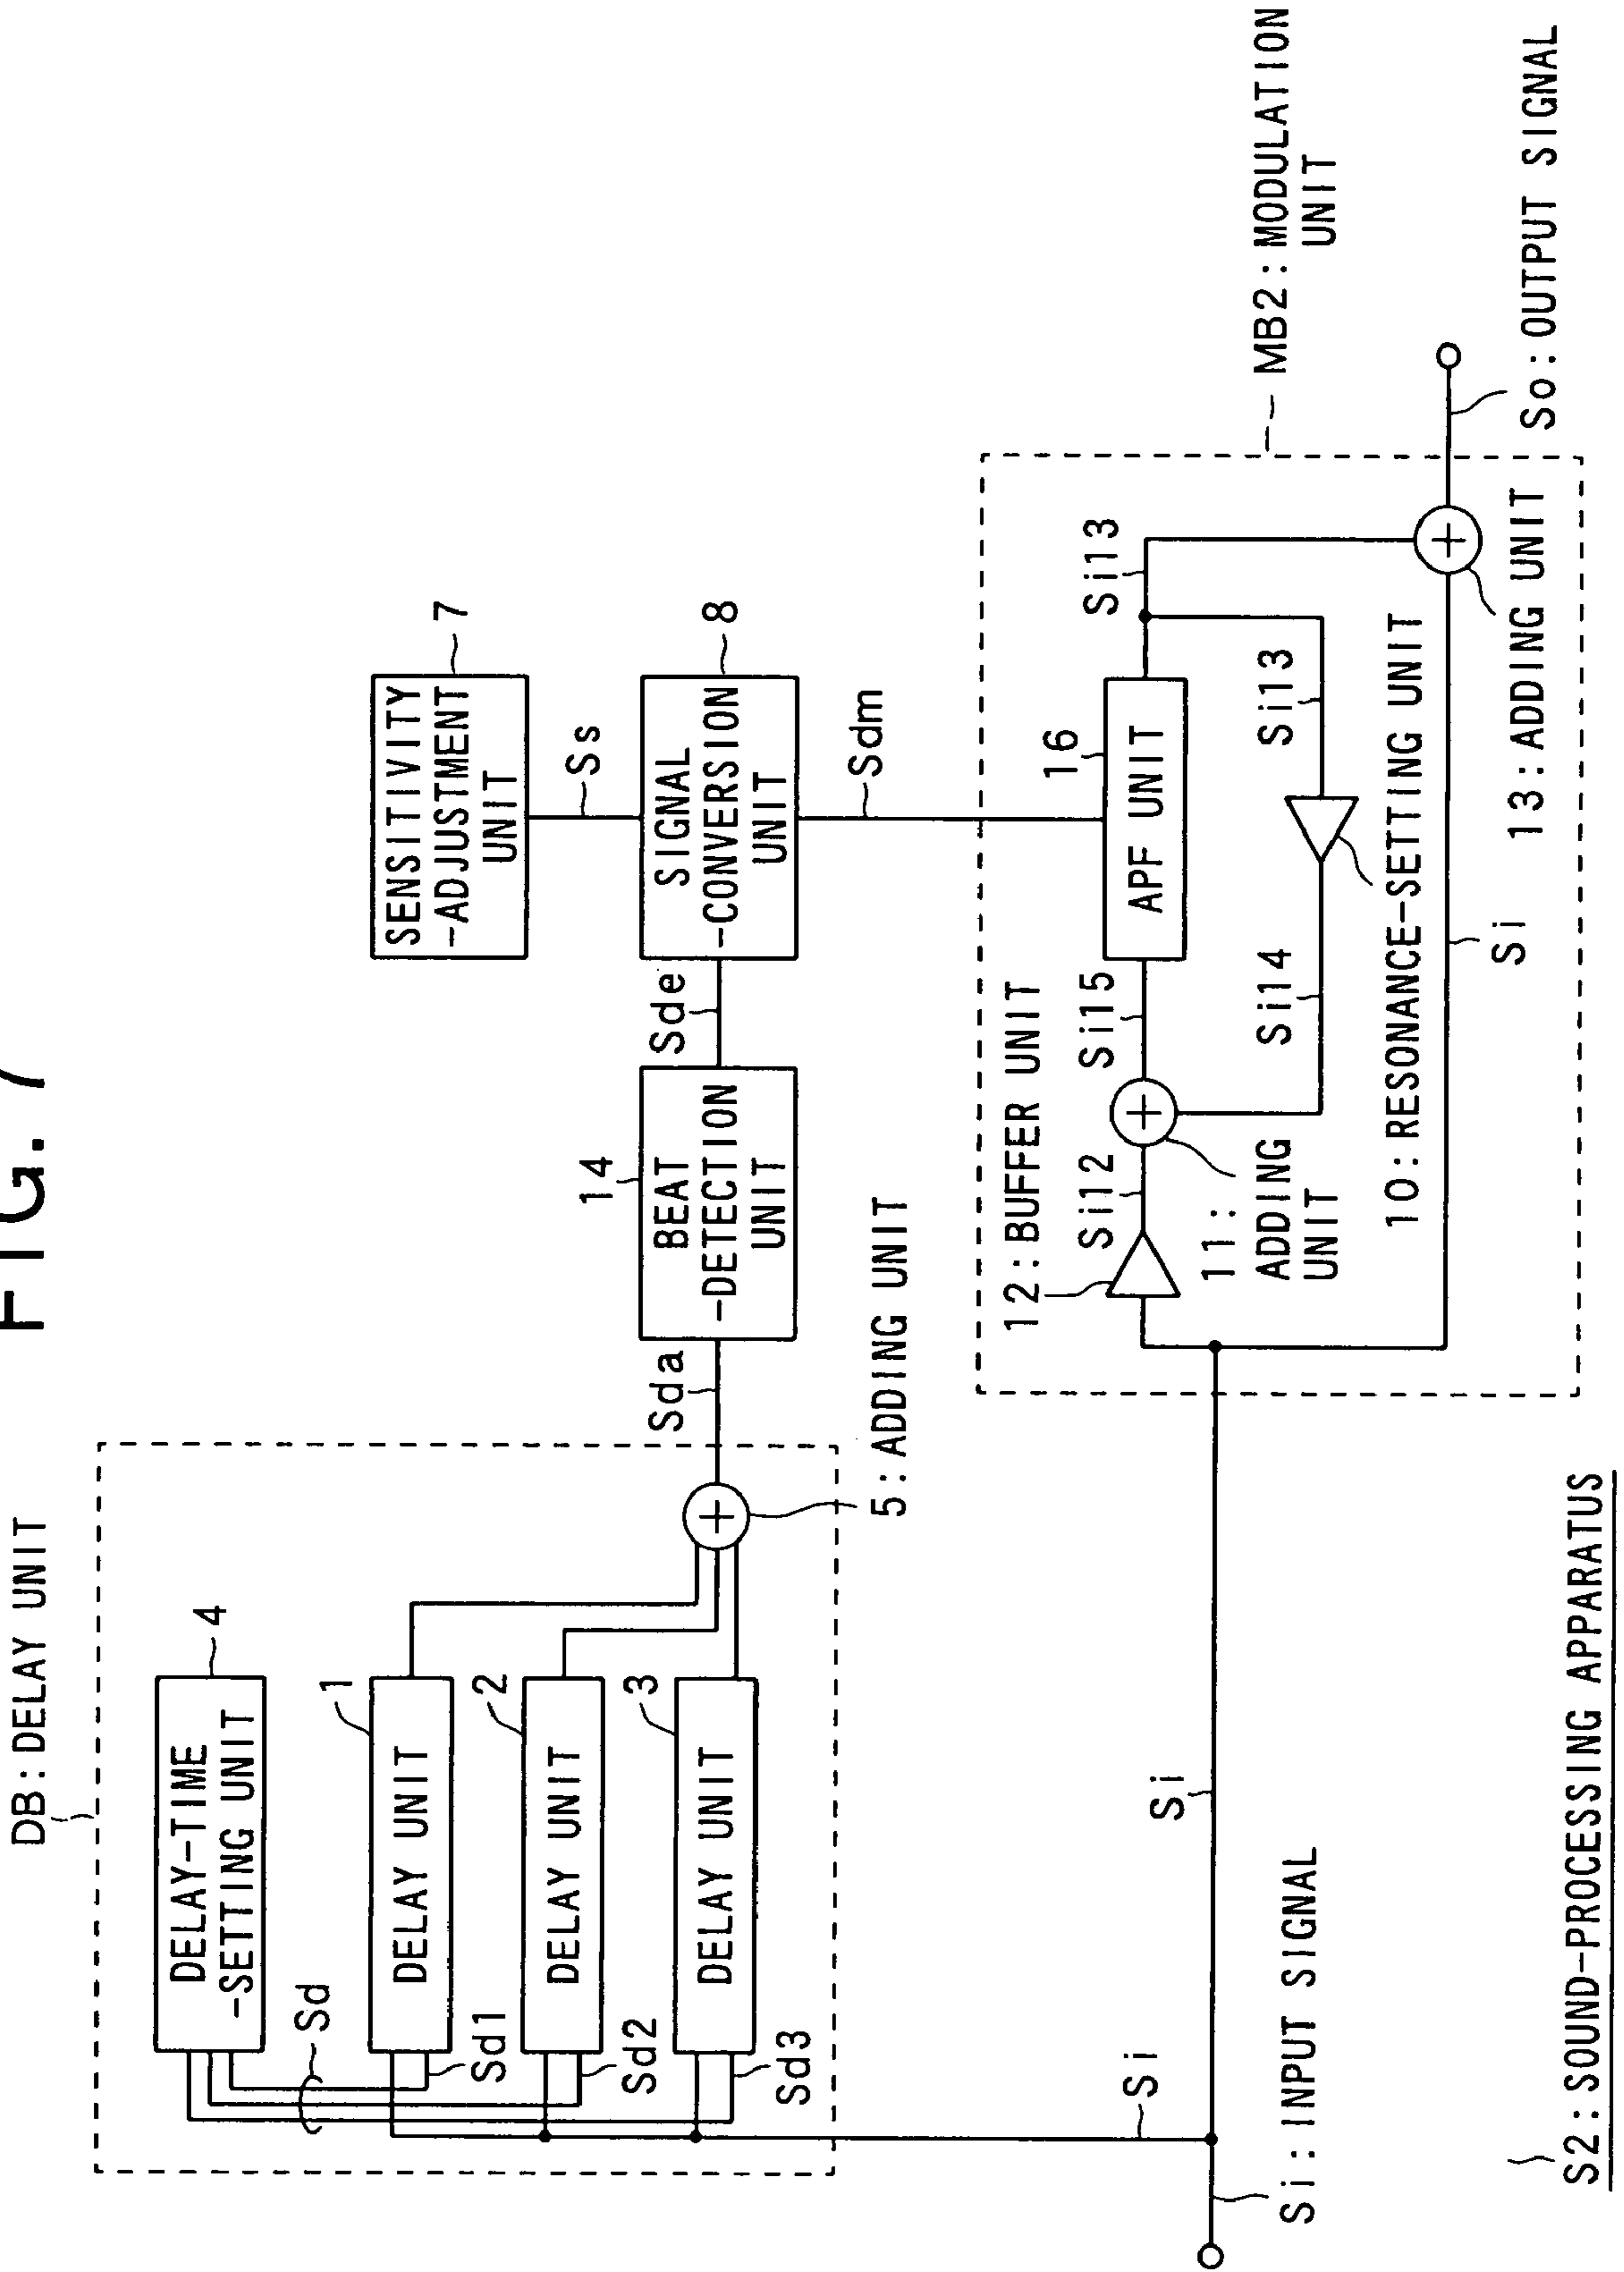 FIG. 7
DB:DELAY UNIT
DELAY-TIME
-SETTING UNIT
4
Sd
DELAY UNIT
1
Sd1
DELAY UNIT
2
Sd2
DELAY UNIT
3
Sd3
5:ADDING UNIT
Sda
14
BEAT
-DETECTION
UNIT
Sde
SENSITIVITY
-ADJUSTMENT
UNIT
7
Ss
SIGNAL
-CONVERSION
UNIT
8
Sdm
Si
Si:INPUT SIGNAL
Si
12:BUFFER UNIT
Si12
11:
ADDING
UNIT
Si15
16
APF UNIT
Si13
Si13
Si14
10:RESONANCE-SETTING UNIT
Si
13:ADDING UNIT
MB2:MODULATION
UNIT
So:OUTPUT SIGNAL
S2:SOUND-PROCESSING APPARATUS